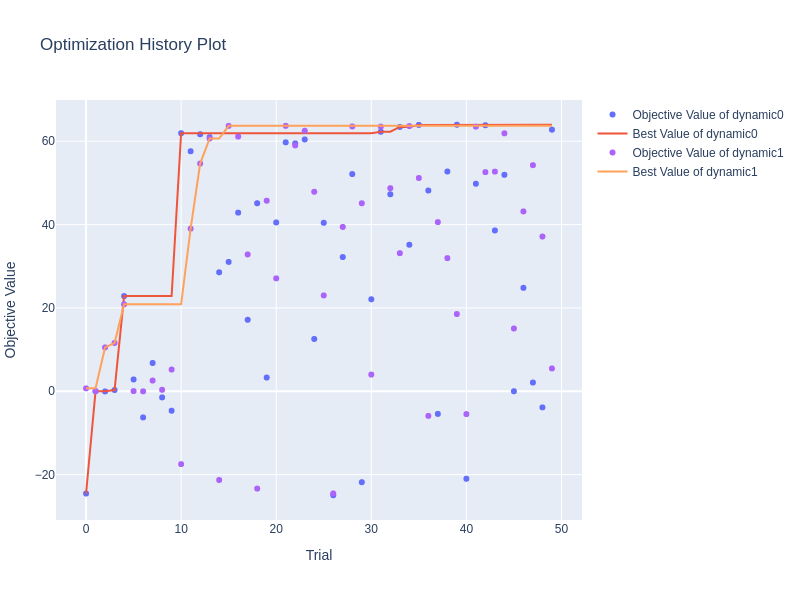 Optimization History Plot
Objective Value of dynamic0
Best Value of dynamic0
Objective Value of dynamic1
Best Value of dynamic1
60
40
20
0
−20
Objective Value
0 10 20 30 40 50
Trial